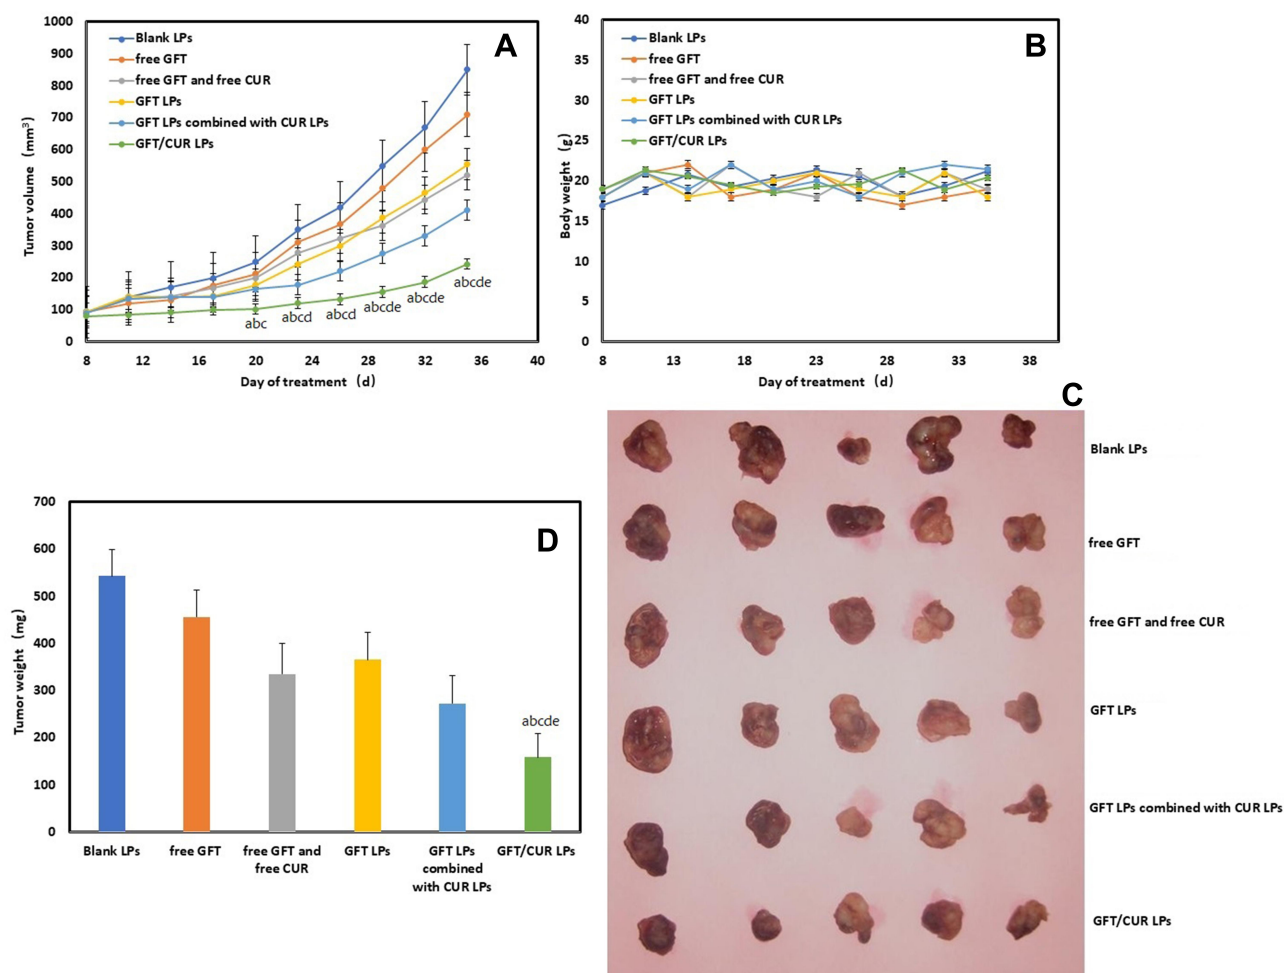 A
Tumor volume (mm³)
1000
900
800
700
600
500
400
300
200
100
0
Blank LPs
free GFT
free GFT and free CUR
GFT LPs
GFT LPs combined with CUR LPs
GFT/CUR LPs
abc
abcd
abcd
abcde
abcde
abcde
8 12 16 20 24 28 32 36 40
Day of treatment (d)
B
Body weight (g)
40
35
30
25
20
15
10
5
0
Blank LPs
free GFT
free GFT and free CUR
GFT LPs
GFT LPs combined with CUR LPs
GFT/CUR LPs
8 13 18 23 28 33 38
Day of treatment (d)
C
Blank LPs
free GFT
free GFT and free CUR
GFT LPs
GFT LPs combined with CUR LPs
GFT/CUR LPs
D
Tumor weight (mg)
700
600
500
400
300
200
100
0
abcde
Blank LPs
free GFT
free GFT and
free CUR
GFT LPs
GFT LPs
combined
with CUR LPs
GFT/CUR LPs